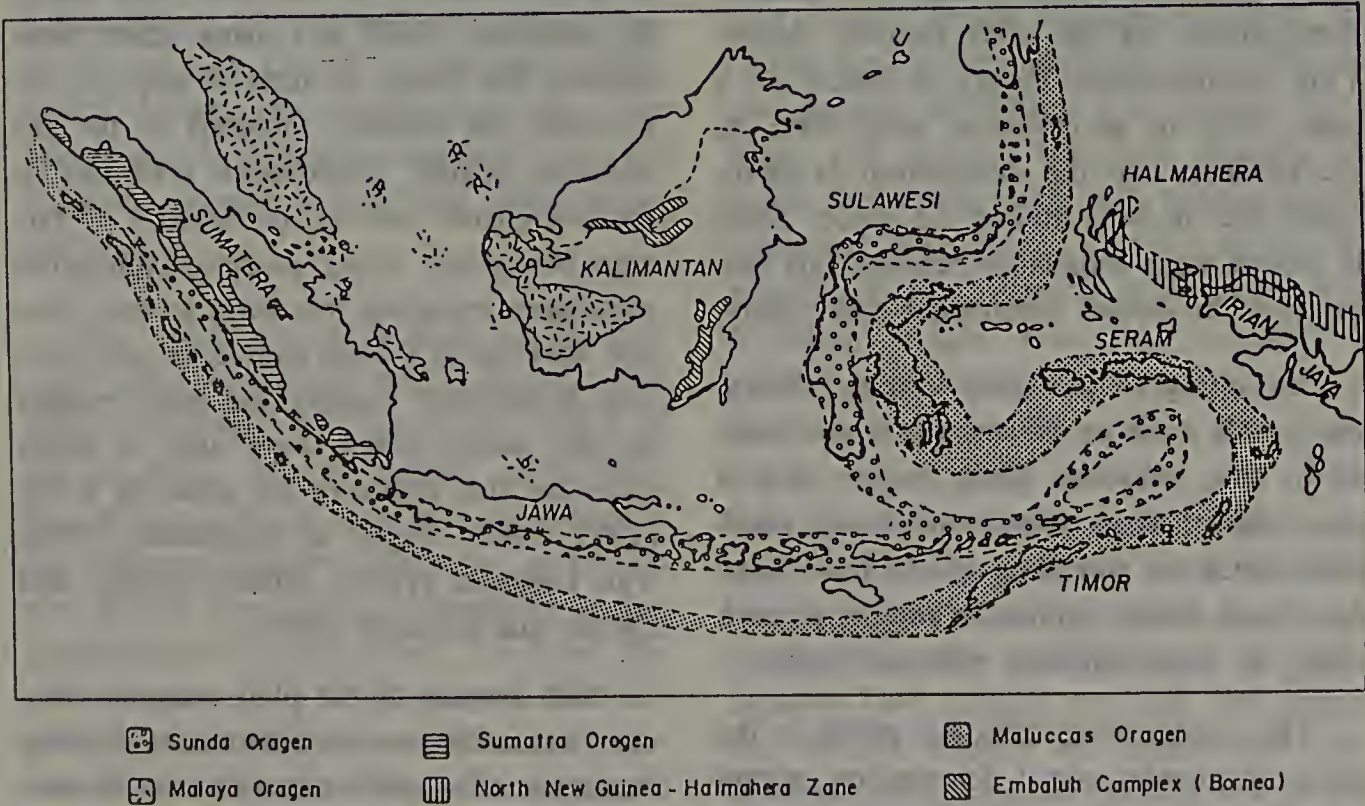 HALMAHERA
SULAWESI
SUMATERA
KALIMANTAN
IRIAN
SERAM
JAYA
JAWA
TIMOR
Sunda Oragen
Sumatra Orogen
Maluccas Oragen
Malaya Oragen
North New Guinea - Halmahera Zane
Embaluh Camplex (Bornea)